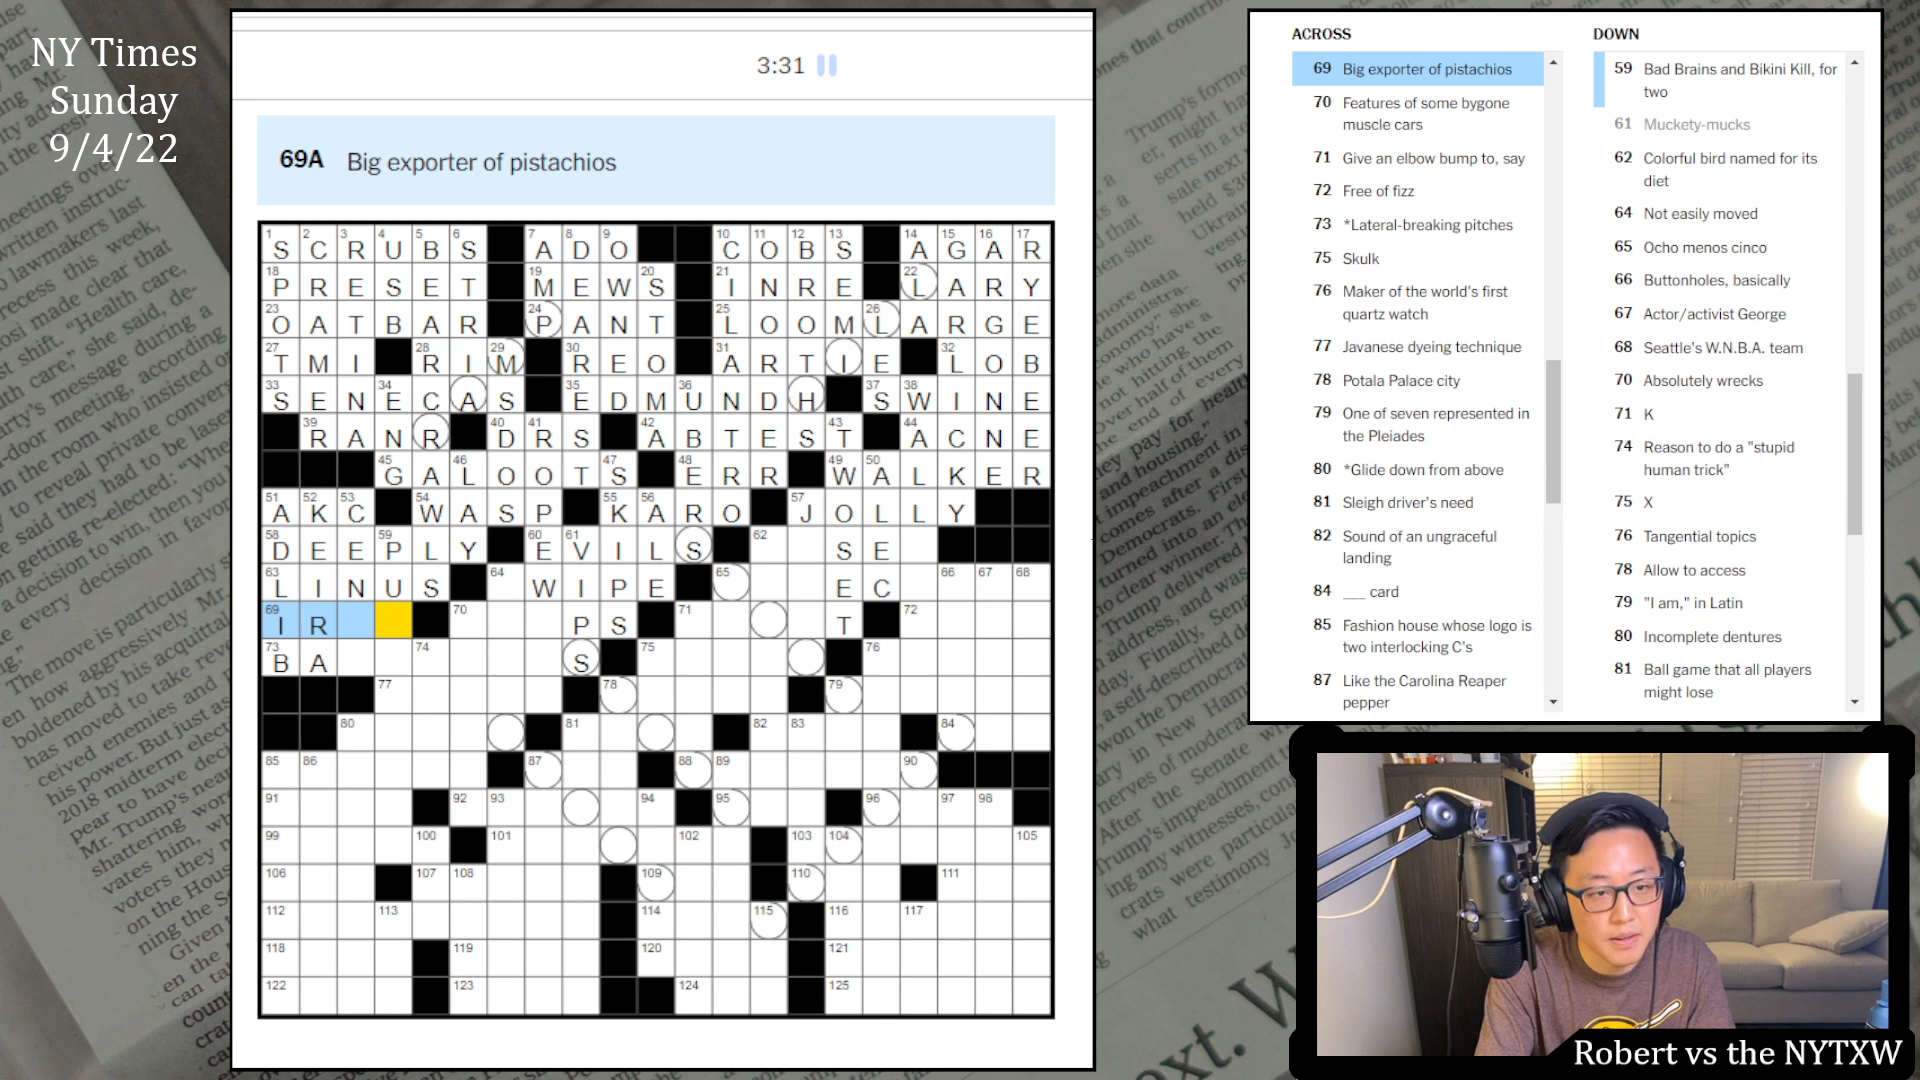 NY Times
Sunday
9/4/22
3:31
69A Big exporter of pistachios
S C R U B S A D O C O B S A G A R
P R E S E T M E W S I N R E L A R Y
O A T B A R P A N T L O O M L A R G E
T M I R I M R E O A R T I E L O B
S E N E C A S E D M U N D H S W I N E
R A N R D R S A B T E S T A C N E
G A L O O T S E R R W A L K E R
A K C W A S P K A R O J O L L Y
D E E P L Y E V I L S S E
L I N U S W I P E E C
I R P S T
B A S
ACROSS
69 Big exporter of pistachios
70 Features of some bygone
muscle cars
71 Give an elbow bump to, say
72 Free of fizz
73 *Lateral-breaking pitches
75 Skulk
76 Maker of the world's first
quartz watch
77 Javanese dyeing technique
78 Potala Palace city
79 One of seven represented in
the Pleiades
80 *Glide down from above
81 Sleigh driver's need
82 Sound of an ungraceful
landing
84 ___ card
85 Fashion house whose logo is
two interlocking C's
87 Like the Carolina Reaper
pepper
DOWN
59 Bad Brains and Bikini Kill, for
two
61 Muckety-mucks
62 Colorful bird named for its
diet
64 Not easily moved
65 Ocho menos cinco
66 Buttonholes, basically
67 Actor/activist George
68 Seattle's W.N.B.A. team
70 Absolutely wrecks
71 K
74 Reason to do a "stupid
human trick"
75 X
76 Tangential topics
78 Allow to access
79 "I am," in Latin
80 Incomplete dentures
81 Ball game that all players
might lose
Robert vs the NYTXW